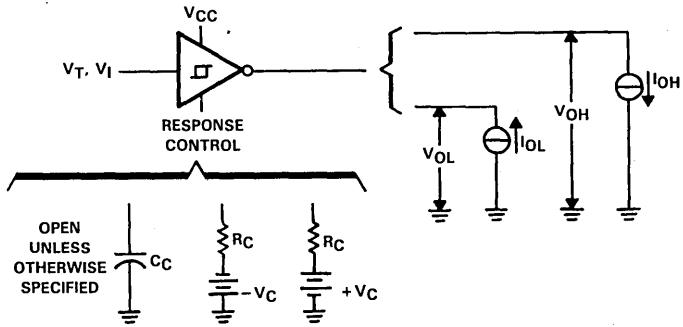 VCC
VT, VI
RESPONSE
CONTROL
VOL
IOL
VOH
IOH
OPEN
UNLESS
OTHERWISE
SPECIFIED
CC
RC
−VC
RC
+VC